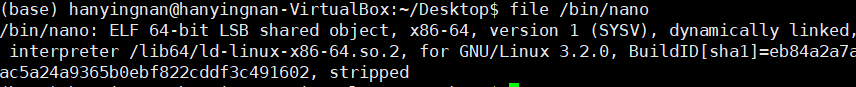 (base) hanyingnan@hanyingnan-VirtualBox:~/Desktop$ file /bin/nano
/bin/nano: ELF 64-bit LSB shared object, x86-64, version 1 (SYSV), dynamically linked,
 interpreter /lib64/ld-linux-x86-64.so.2, for GNU/Linux 3.2.0, BuildID[sha1]=eb84a2a7a
ac5a24a9365b0ebf822cddf3c491602, stripped